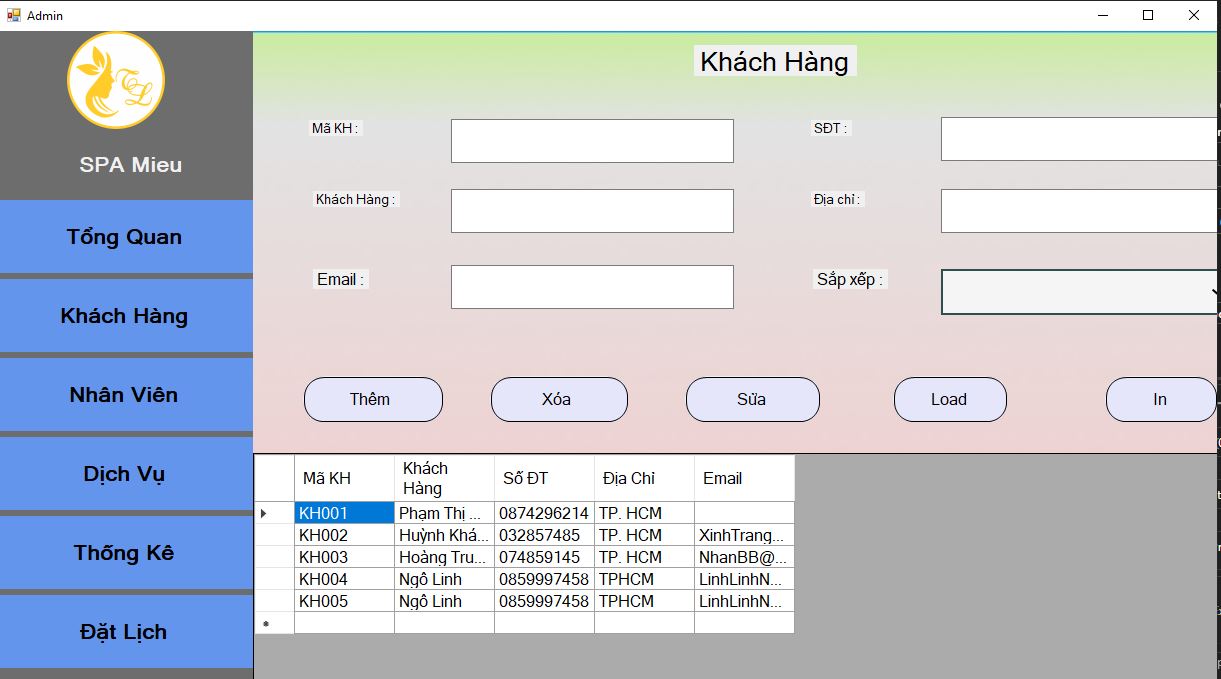 Admin
TL
SPA Mieu
Tổng Quan
Khách Hàng
Nhân Viên
Dịch Vụ
Thống Kê
Đặt Lịch
Khách Hàng
Mã KH :
SĐT :
Khách Hàng :
Địa chỉ :
Email :
Sắp xếp :
Thêm
Xóa
Sửa
Load
In
Mã KH
Khách
Hàng
Số ĐT
Địa Chỉ
Email
KH001
Phạm Thị ...
0874296214
TP. HCM
KH002
Huỳnh Khá...
032857485
TP. HCM
XinhTrang...
KH003
Hoàng Tru...
074859145
TP. HCM
NhanBB@...
KH004
Ngô Linh
0859997458
TPHCM
LinhLinhN...
KH005
Ngô Linh
0859997458
TPHCM
LinhLinhN...